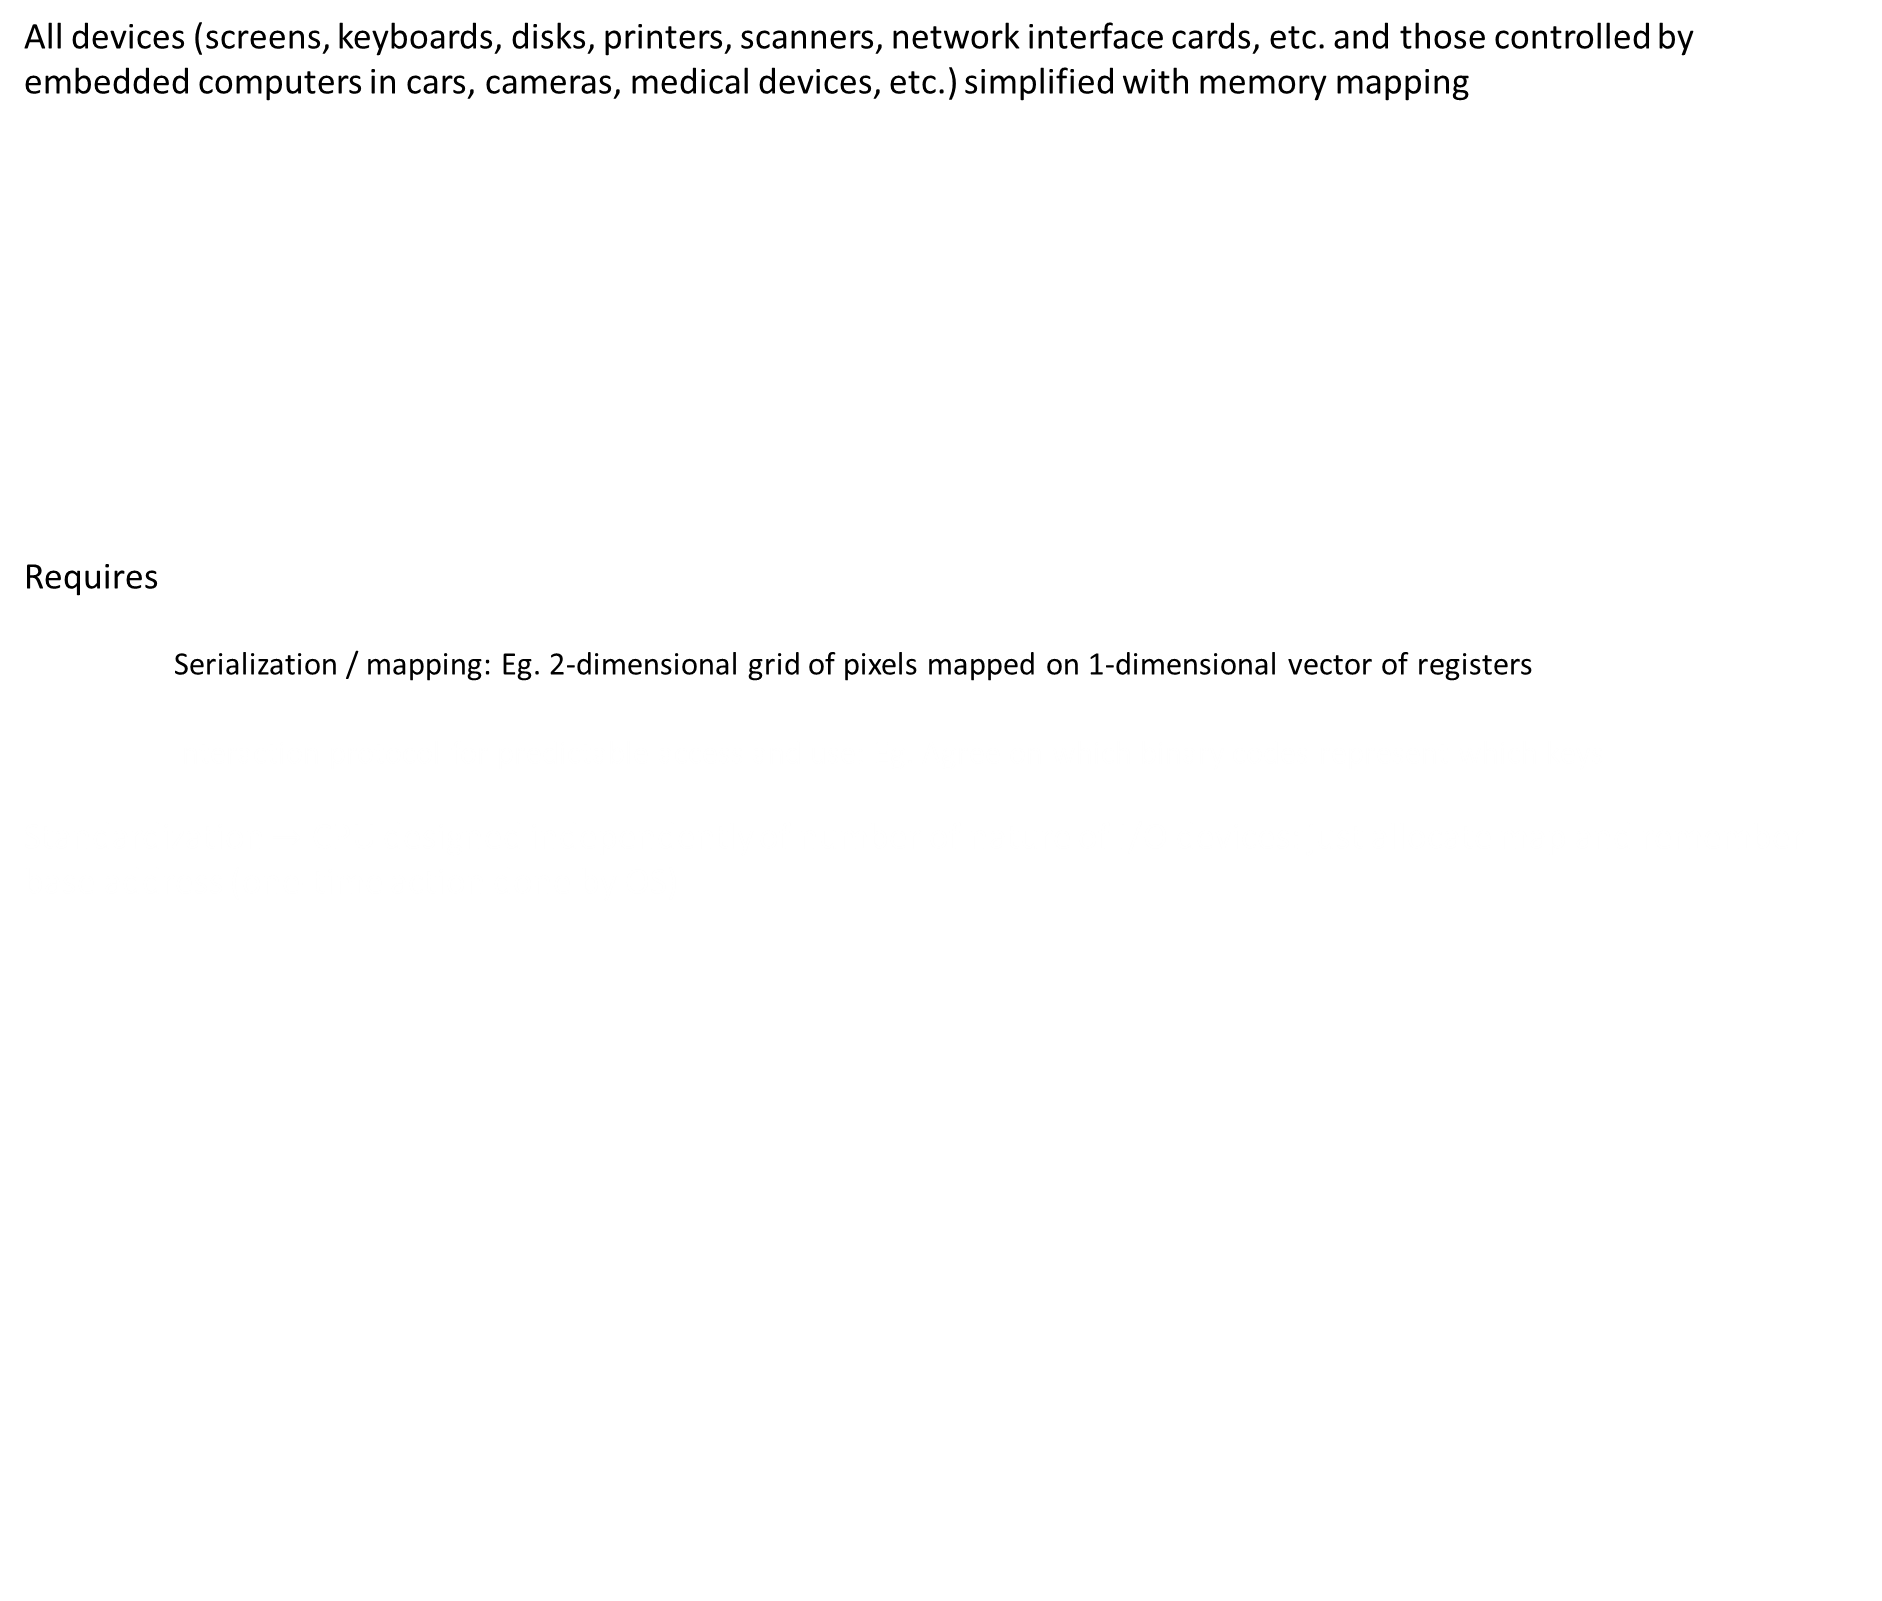 All devices (screens, keyboards, disks, printers, scanners, network interface cards, etc. and those controlled by
embedded computers in cars, cameras, medical devices, etc.) simplified with memory mapping
Requires
Serialization / mapping: Eg. 2-dimensional grid of pixels mapped on 1-dimensional vector of registers